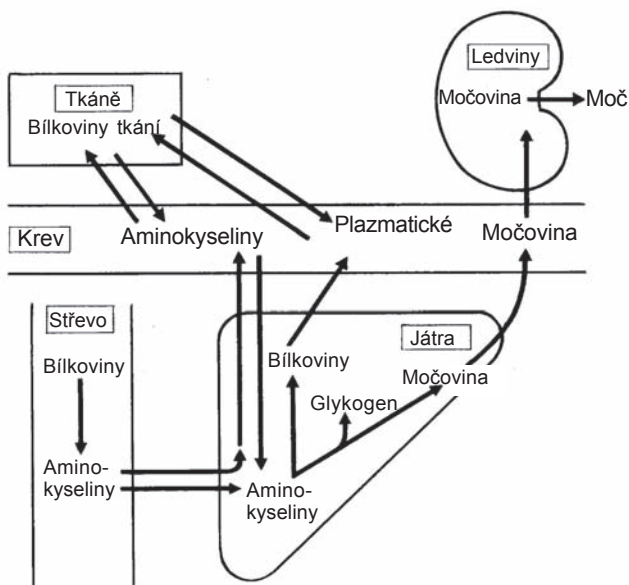 Ledviny
Močovina
Moč
Tkáně
Bílkoviny tkání
Krev
Aminokyseliny
Plazmatické
Močovina
Střevo
Bílkoviny
Amino-
kyseliny
Játra
Bílkoviny
Močovina
Glykogen
Amino-
kyseliny